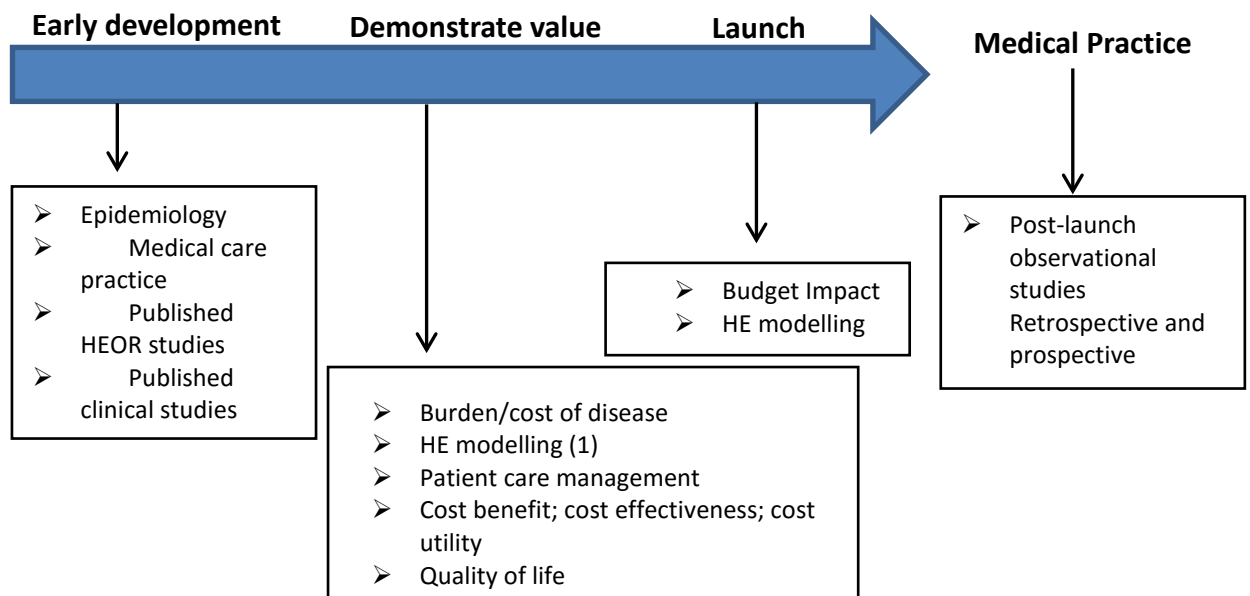 Early development
Demonstrate value
Launch
Medical Practice
➢ Epidemiology
➢ Medical care
practice
➢ Published
HEOR studies
➢ Published
clinical studies
➢ Burden/cost of disease
➢ HE modelling (1)
➢ Patient care management
➢ Cost benefit; cost effectiveness; cost
utility
➢ Quality of life
➢ Budget Impact
➢ HE modelling
➢ Post-launch
observational
studies
Retrospective and
prospective